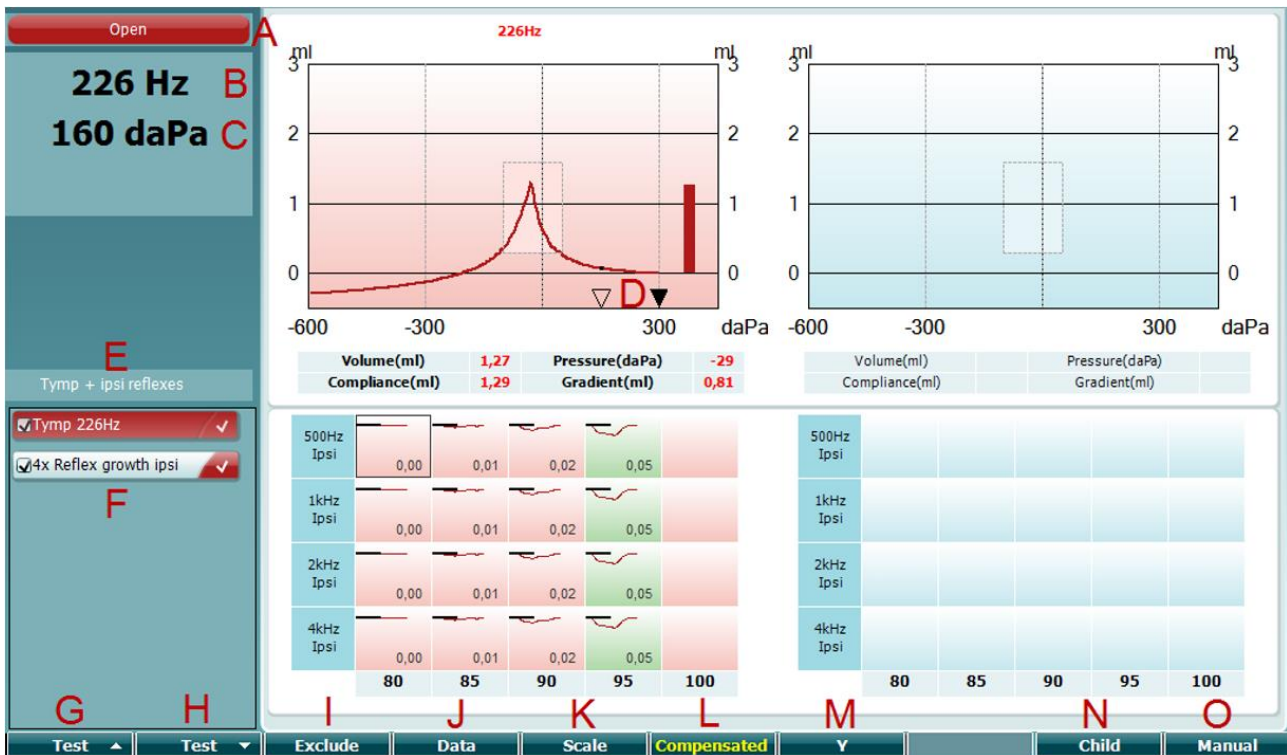 Open A
226 Hz B
160 daPa C
E
Tymp + ipsi reflexes
Tymp 226Hz
4x Reflex growth ipsi
F
G H
226Hz
ml ml
3 3
2 2
1 1
0 0
D
-600 -300 300 daPa
Volume(ml) 1,27 Pressure(daPa) -29
Compliance(ml) 1,29 Gradient(ml) 0,81
ml ml
3 3
2 2
1 1
0 0
-600 -300 300 daPa
Volume(ml) Pressure(daPa)
Compliance(ml) Gradient(ml)
500Hz
Ipsi
0,00 0,01 0,02 0,05
1kHz
Ipsi
0,00 0,01 0,02 0,05
2kHz
Ipsi
0,00 0,01 0,02 0,05
4kHz
Ipsi
0,00 0,01 0,02 0,05
80 85 90 95 100
500Hz
Ipsi
1kHz
Ipsi
2kHz
Ipsi
4kHz
Ipsi
80 85 90 95 100
I J K L M N O
Test Test Exclude Data Scale Compensated Y Child Manual